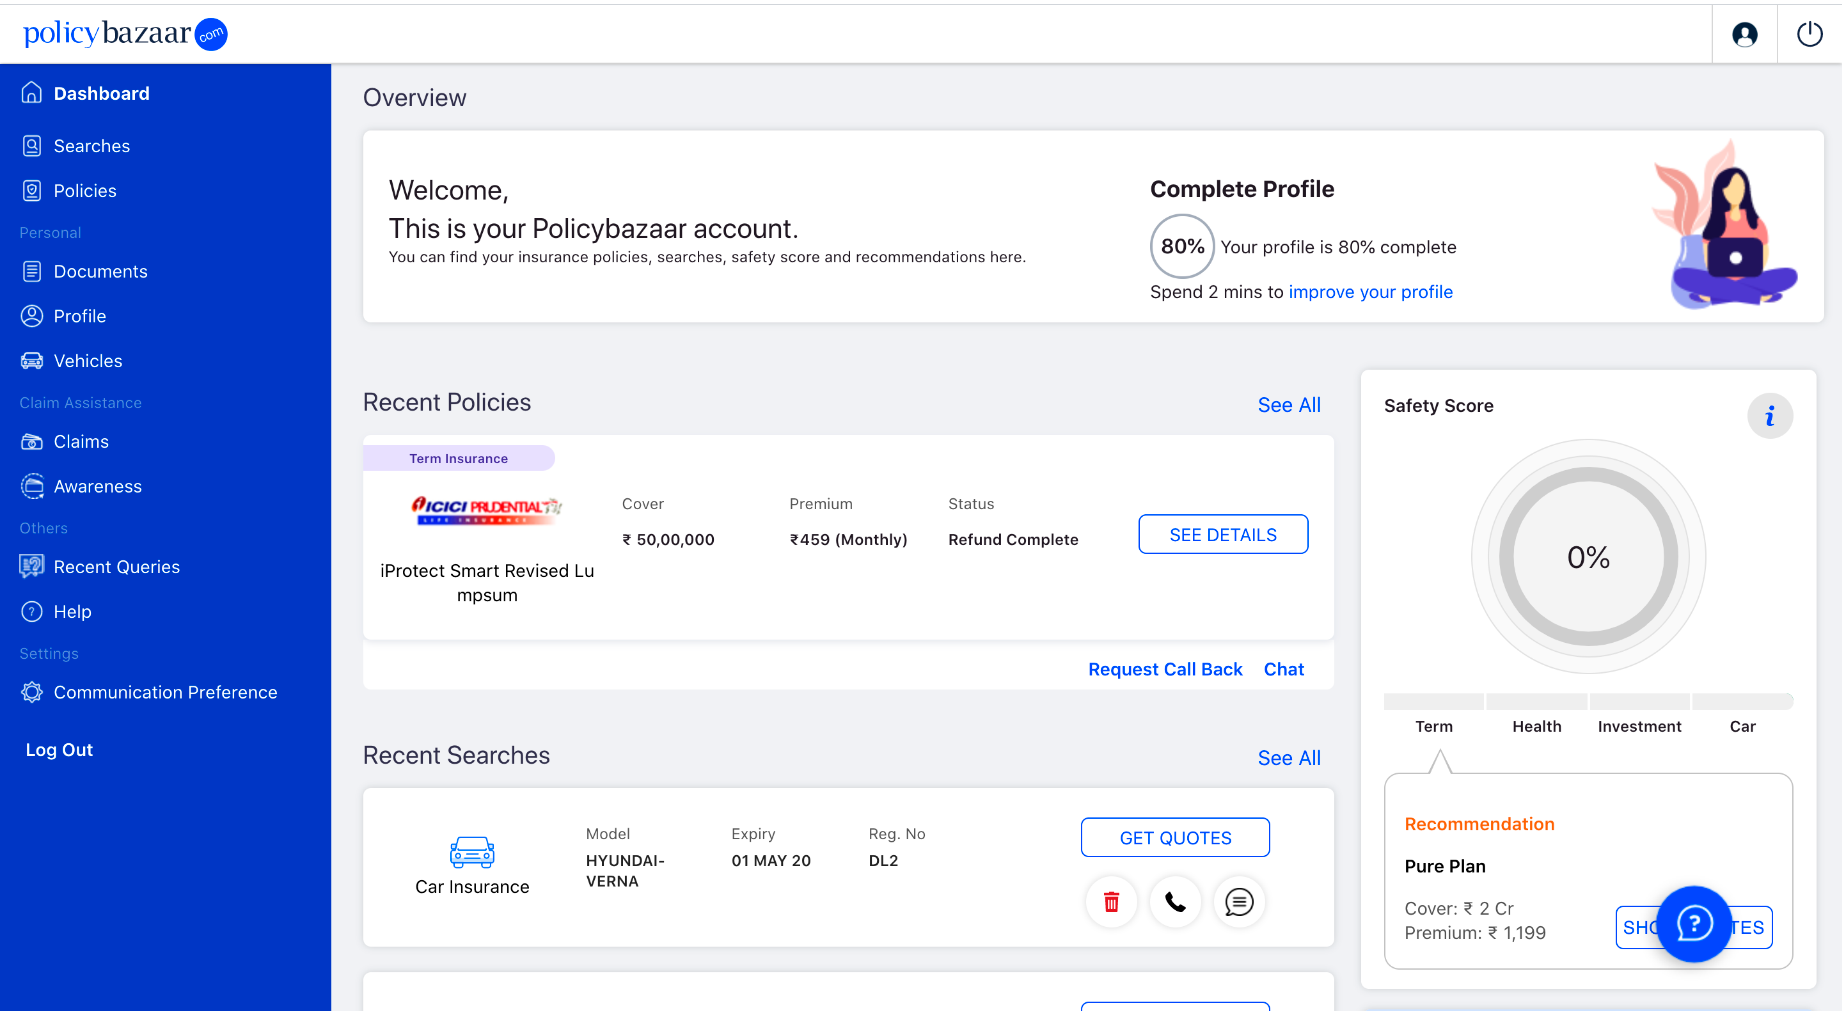 policybazaar com
Dashboard
Searches
Policies
Personal
Documents
Profile
Vehicles
Claim Assistance
Claims
Awareness
Others
Recent Queries
Help
Settings
Communication Preference
Log Out
Overview
Welcome,
This is your Policybazaar account.
You can find your insurance policies, searches, safety score and recommendations here.
Complete Profile
80% Your profile is 80% complete
Spend 2 mins to improve your profile
Recent Policies
See All
Term Insurance
ICICI PRUDENTIAL
LIFE INSURANCE
iProtect Smart Revised Lu
mpsum
Cover
₹ 50,00,000
Premium
₹459 (Monthly)
Status
Refund Complete
SEE DETAILS
Request Call Back Chat
Recent Searches
See All
Car Insurance
Model
HYUNDAI-
VERNA
Expiry
01 MAY 20
Reg. No
DL2
GET QUOTES
Safety Score
i
0%
Term Health Investment Car
Recommendation
Pure Plan
Cover: ₹ 2 Cr
Premium: ₹ 1,199
?